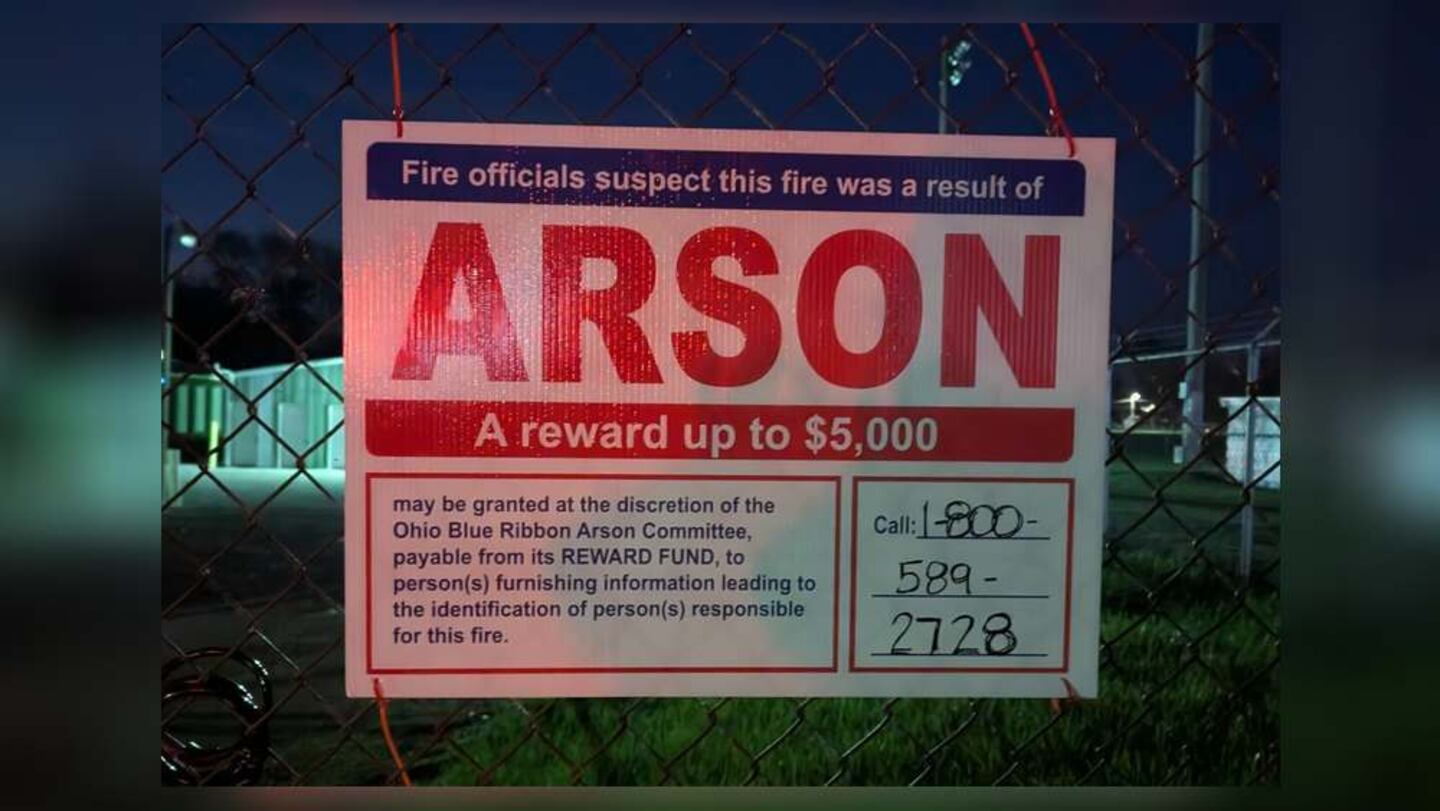 Fire officials suspect this fire was a result of
ARSON
A reward up to $5,000
may be granted at the discretion of the
Ohio Blue Ribbon Arson Committee,
payable from its REWARD FUND, to
person(s) furnishing information leading to
the identification of person(s) responsible
for this fire.
Call: 1-800-
589-
2728